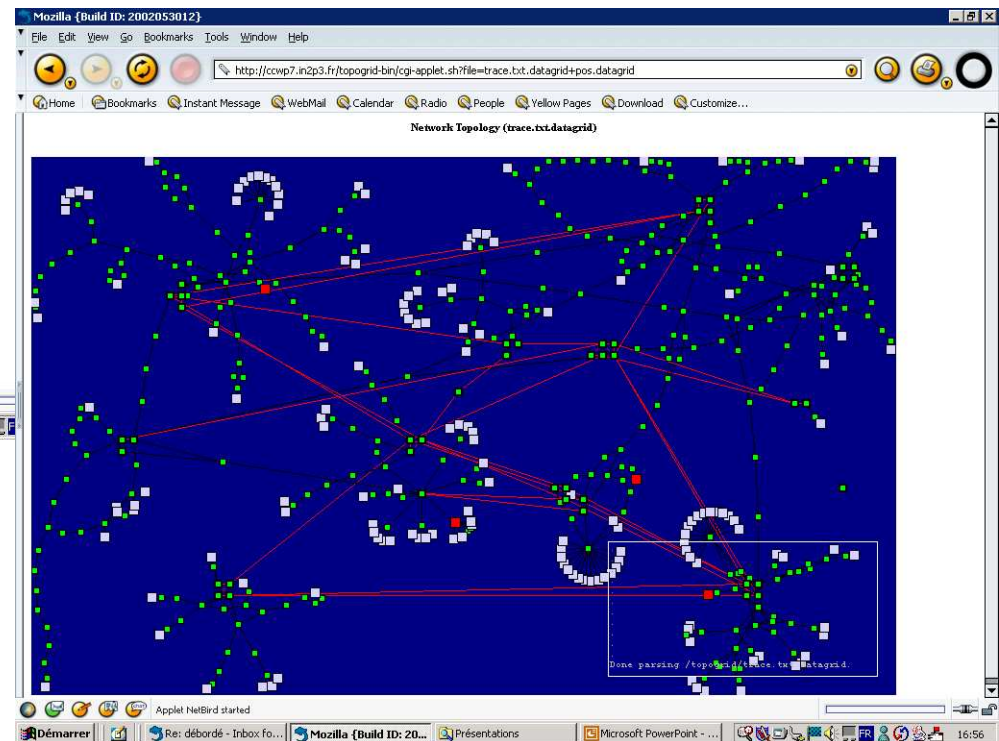 Mozilla {Build ID: 2002053012}
File Edit View Go Bookmarks Tools Window Help
http://ccwp7.in2p3.fr/topogrid-bin/cgi-applet.sh?file=trace.txt.datagrid+pos.datagrid
Home Bookmarks Instant Message WebMail Calendar Radio People Yellow Pages Download Customize...
Network Topology (trace.txt.datagrid)
Done parsing /topogrid/trace.txt.datagrid.
Applet NetBird started
Démarrer Re: débordé - Inbox fo... Mozilla {Build ID: 20... Présentations Microsoft PowerPoint - ... FR 16:56